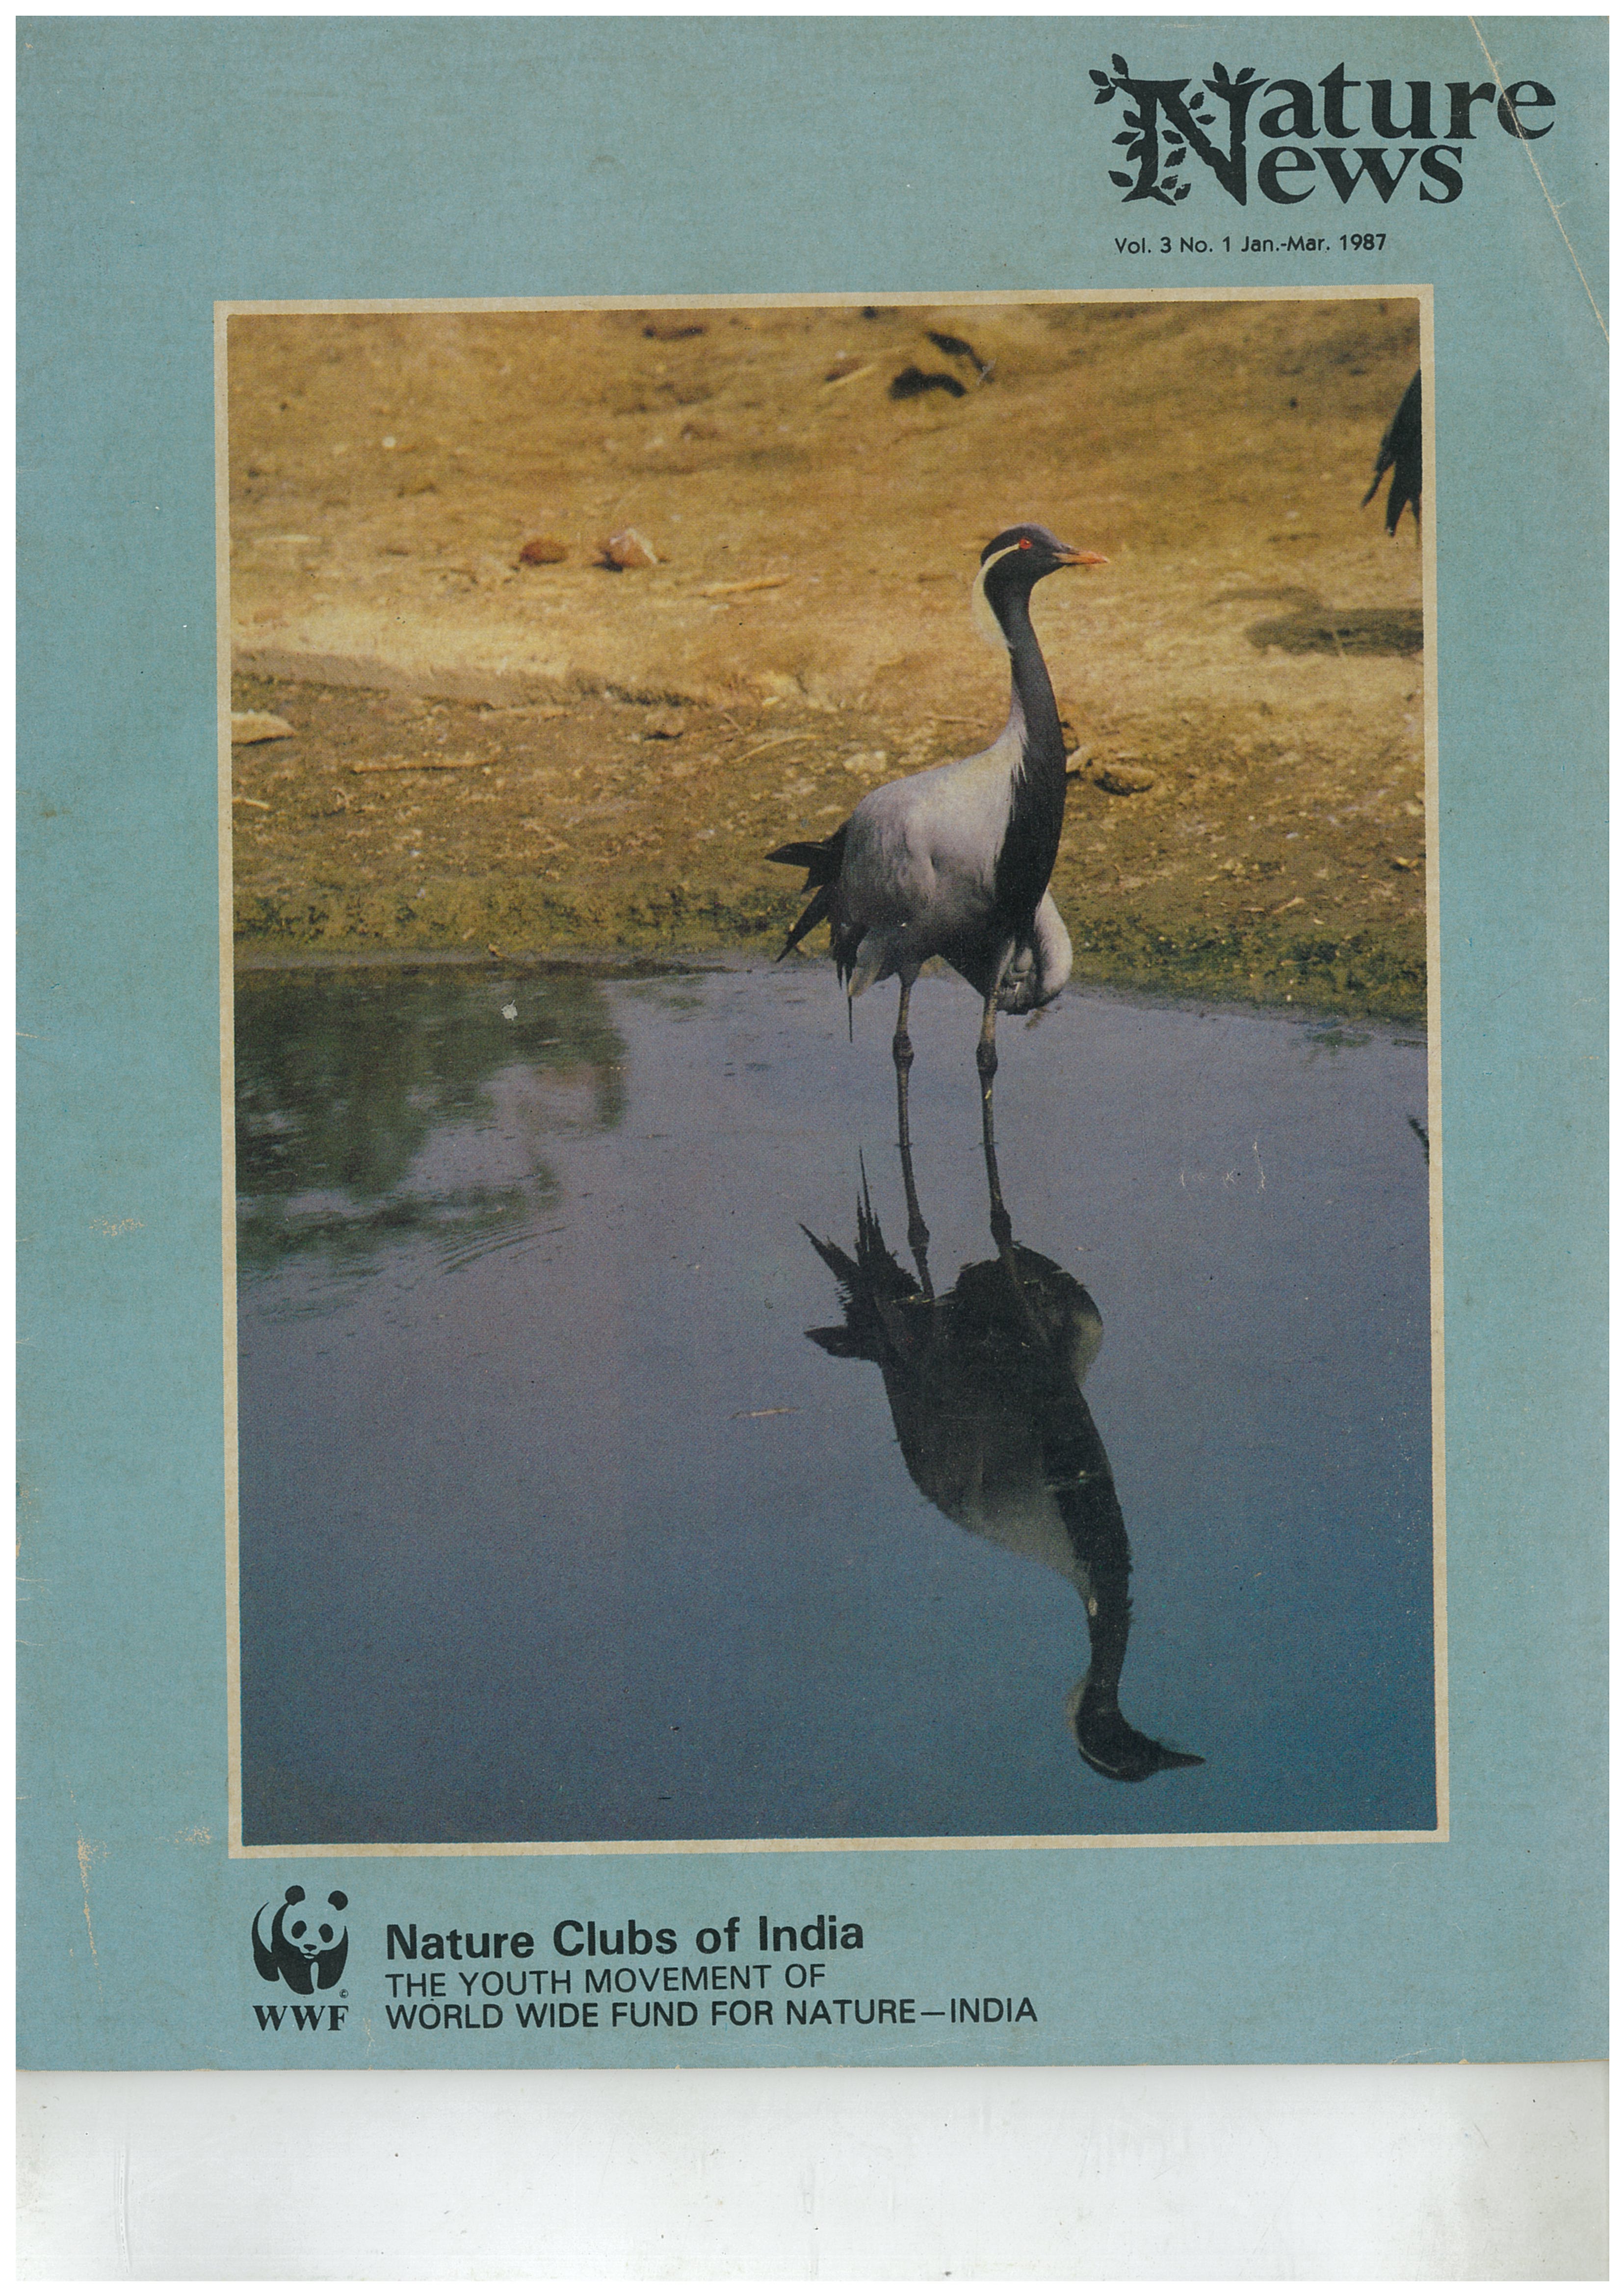 Nature
News
Vol. 3 No. 1 Jan.-Mar. 1987
©
WWF
Nature Clubs of India
THE YOUTH MOVEMENT OF
WORLD WIDE FUND FOR NATURE—INDIA